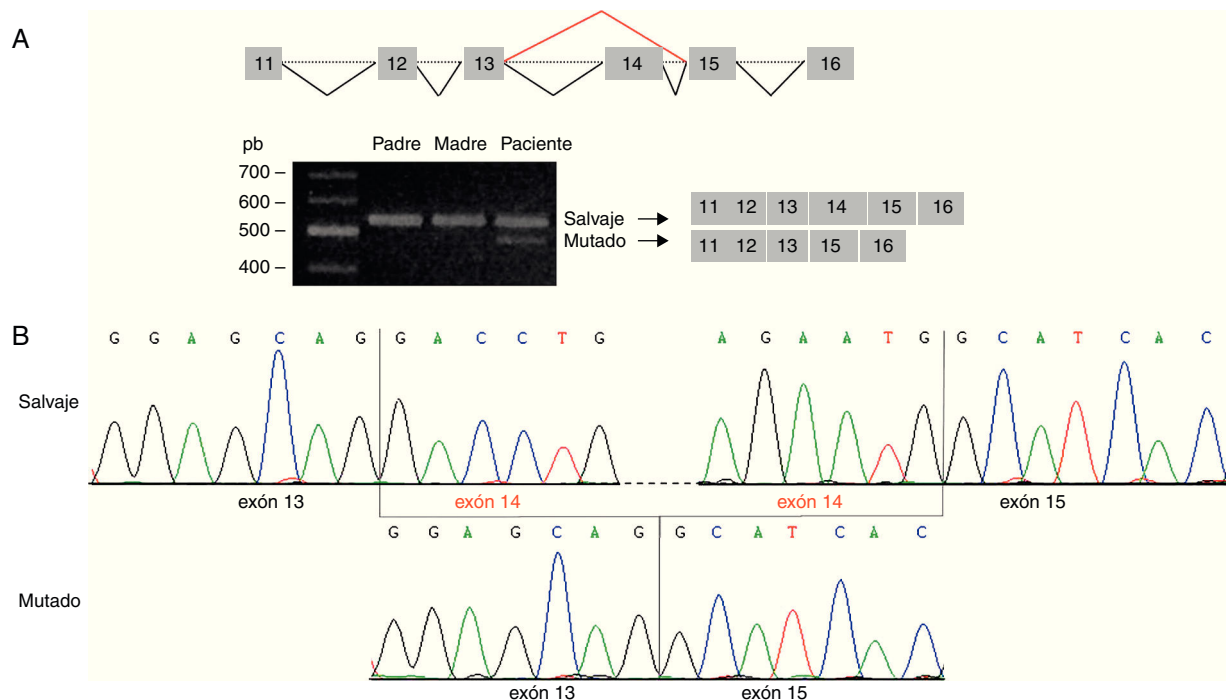 A
11 12 13 14 15 16
pb Padre Madre Paciente
700 –
600 –
500 –
400 –
Salvaje 11 12 13 14 15 16
Mutado 11 12 13 15 16
B
G G A G C A G G A C C T G A G A A T G G C A T C A C
Salvaje
exón 13 exón 14 exón 14 exón 15
G G A G C A G G C A T C A C
Mutado
exón 13 exón 15